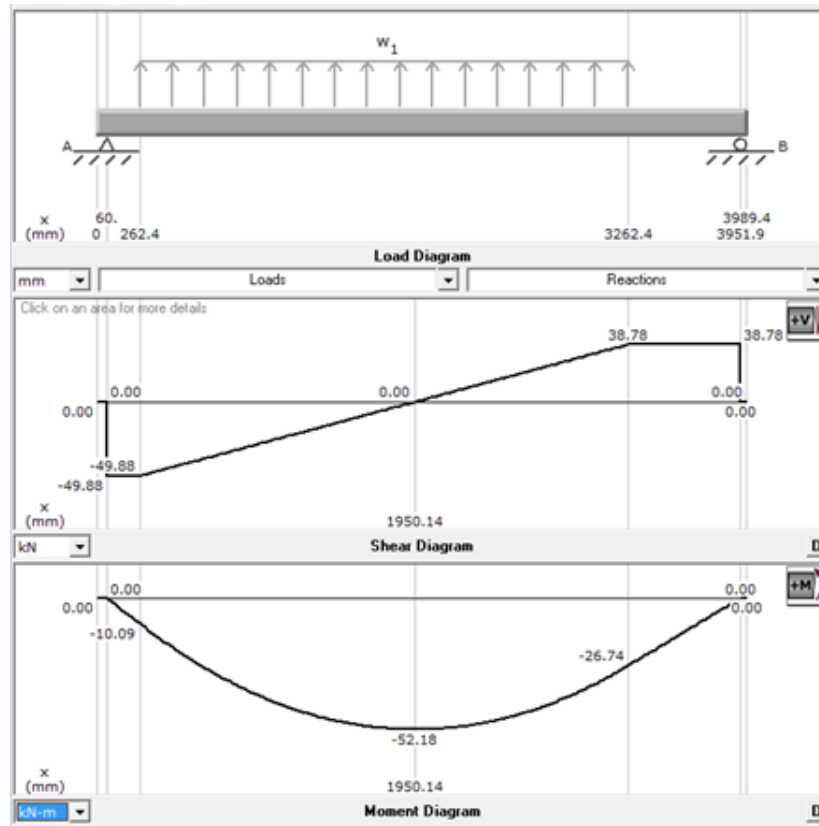 w1
A
B
x
(mm)
60.
0 262.4
3262.4
3989.4
3951.9
Load Diagram
mm Loads Reactions
Click on an area for more details
+V
38.78 38.78
0.00 0.00 0.00
0.00 0.00
-49.88
-49.88
x
(mm)
1950.14
kN Shear Diagram D
+M
0.00 0.00
0.00 0.00
-10.09
-26.74
-52.18
x
(mm)
1950.14
kN-m Moment Diagram D